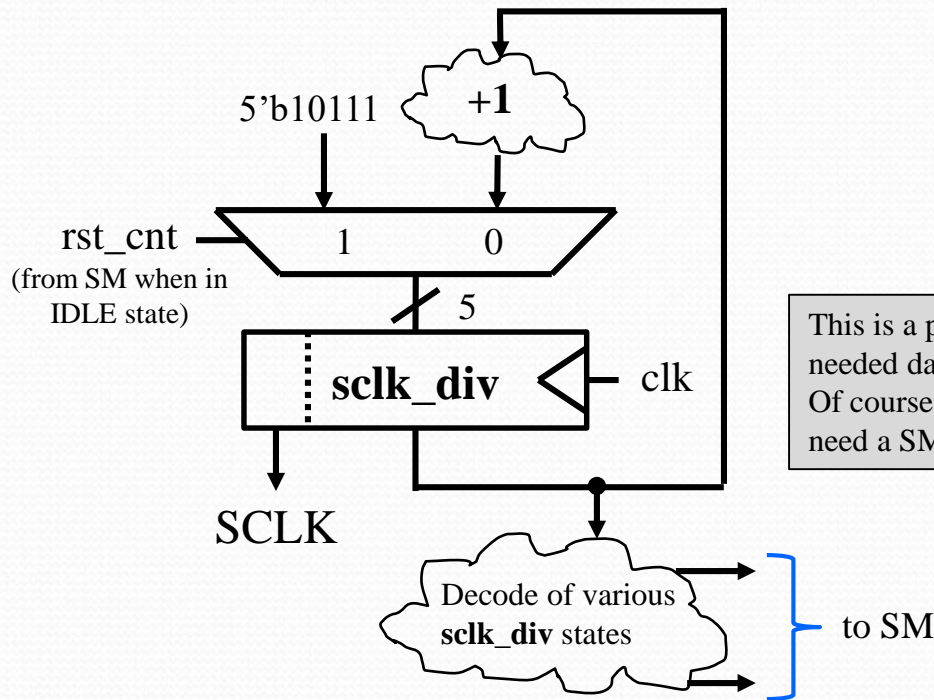 +1
5'b10111
rst_cnt
(from SM when in
IDLE state)
1
0
5
sclk_div
clk
This is a
needed
Of course
need a SM
SCLK
Decode of various
sclk_div states
to SM